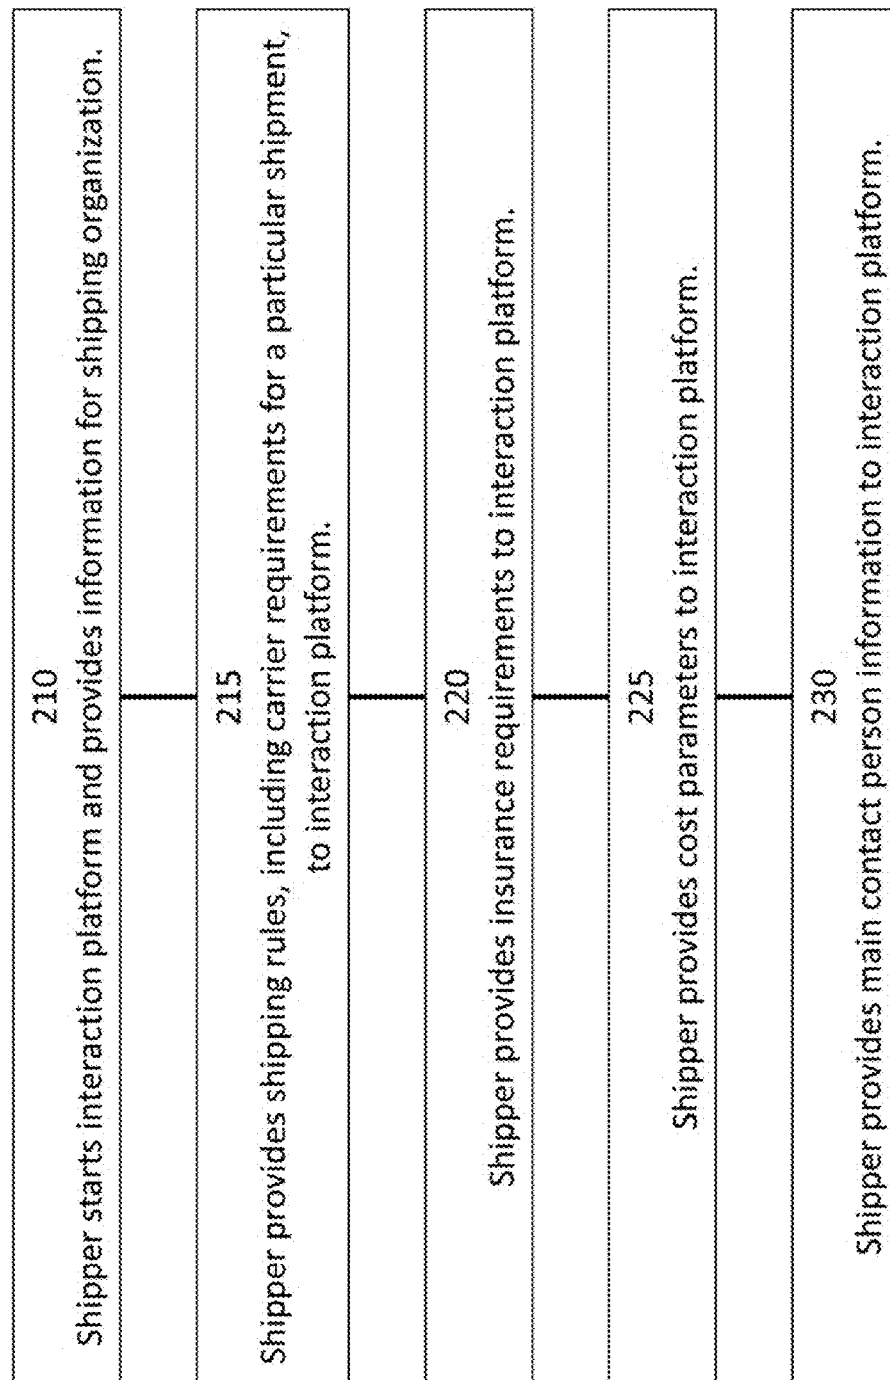 210
Shipper starts interaction platform and provides information for shipping organization.
215
Shipper provides shipping rules, including carrier requirements for a particular shipment,
to interaction platform.
220
Shipper provides insurance requirements to interaction platform.
225
Shipper provides cost parameters to interaction platform.
230
Shipper provides main contact person information to interaction platform.